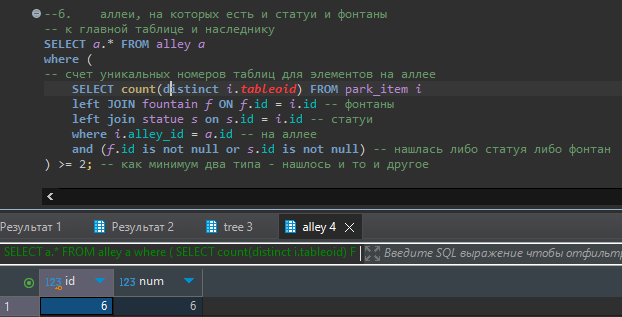 --6.    аллеи, на которых есть и статуи и фонтаны
-- к главной таблице и наследнику
SELECT a.* FROM alley a
where (
-- счет уникальных номеров таблиц для элементов на аллее
SELECT count(distinct i.tableoid) FROM park_item i
left JOIN fountain f ON f.id = i.id -- фонтаны
left join statue s on s.id = i.id -- статуи
where i.alley_id = a.id -- на аллее
and (f.id is not null or s.id is not null) -- нашлась либо статуя либо фонтан
) >= 2; -- как минимум два типа - нашлось и то и другое
Результат 1 Результат 2 tree 3 alley 4
SELECT a.* FROM alley a where ( SELECT count(distinct i.tableoid) F Введите SQL выражение чтобы отфильтр
123 id 123 num
1 6 6